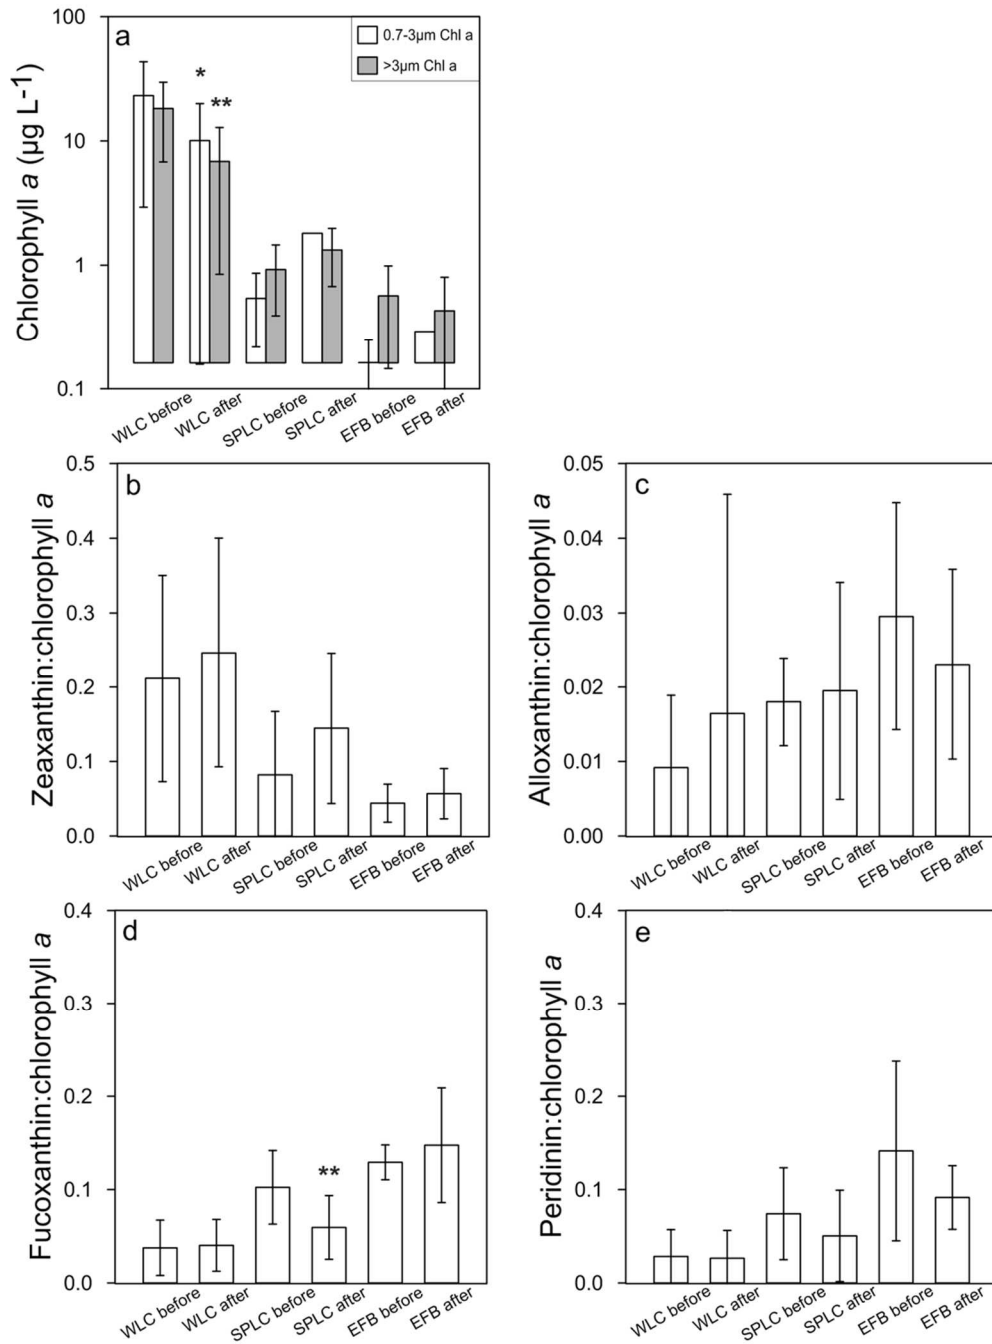 a
0.7-3µm Chl a
>3µm Chl a
Chlorophyll a (µg L-1)
100
10
1
0.1
*
**
WLC before
WLC after
SPLC before
SPLC after
EFB before
EFB after
b
Zeaxanthin:chlorophyll a
0.5
0.4
0.3
0.2
0.1
0.0
WLC before
WLC after
SPLC before
SPLC after
EFB before
EFB after
c
Alloxanthin:chlorophyll a
0.05
0.04
0.03
0.02
0.01
0.00
WLC before
WLC after
SPLC before
SPLC after
EFB before
EFB after
d
Fucoxanthin:chlorophyll a
0.4
0.3
0.2
0.1
0.0
**
WLC before
WLC after
SPLC before
SPLC after
EFB before
EFB after
e
Peridinin:chlorophyll a
0.4
0.3
0.2
0.1
0.0
WLC before
WLC after
SPLC before
SPLC after
EFB before
EFB after